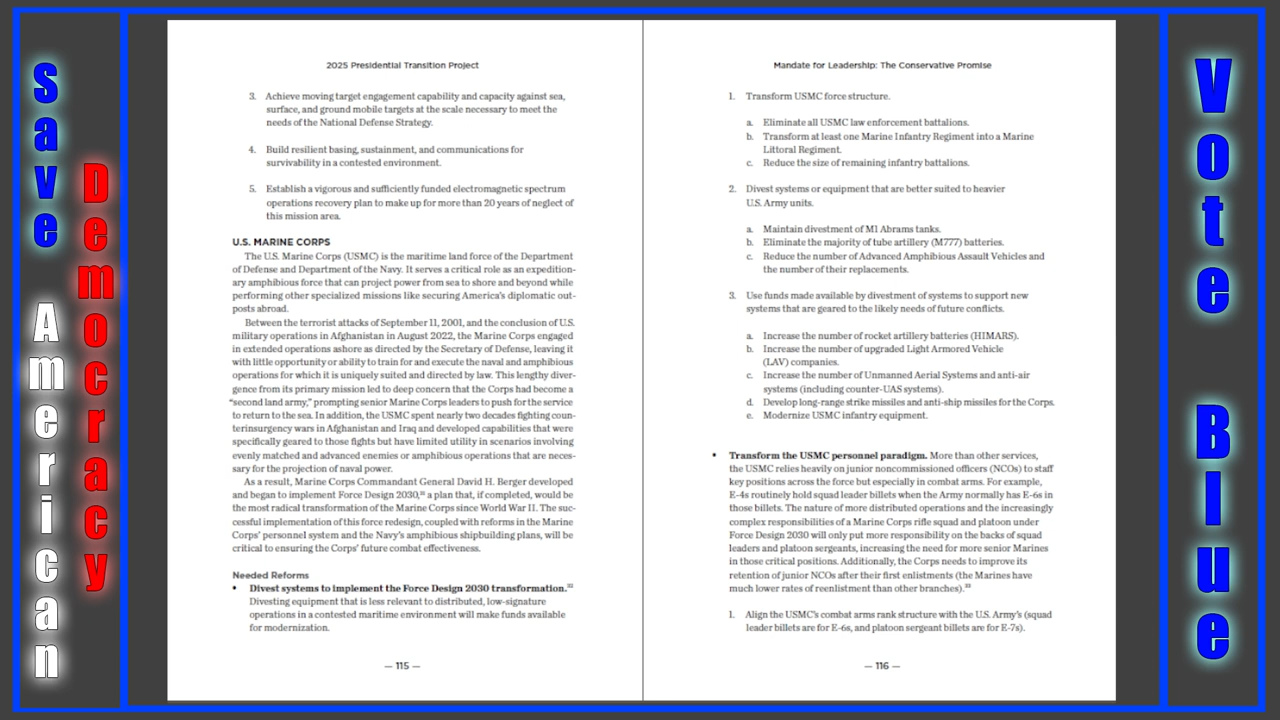 Save
American
Democracy
2025 Presidential Transition Project
3. Achieve moving target engagement capability and capacity against sea,
surface, and ground mobile targets at the scale necessary to meet the
needs of the National Defense Strategy.
4. Build resilient basing, sustainment, and communications for
survivability in a contested environment.
5. Establish a vigorous and sufficiently funded electromagnetic spectrum
operations recovery plan to make up for more than 20 years of neglect of
this mission area.
U.S. MARINE CORPS
The U.S. Marine Corps (USMC) is the maritime land force of the Department
of Defense and Department of the Navy. It serves a critical role as an expedition-
ary amphibious force that can project power from sea to shore and beyond while
performing other specialized missions like securing America's diplomatic out-
posts abroad.
Between the terrorist attacks of September 11, 2001, and the conclusion of U.S.
military operations in Afghanistan in August 2022, the Marine Corps engaged
in extended operations ashore as directed by the Secretary of Defense, leaving it
with little opportunity or ability to train for and execute the naval and amphibious
operations for which it is uniquely suited and directed by law. This lengthy diver-
gence from its primary mission led to deep concern that the Corps had become a
“second land army,” prompting senior Marine Corps leaders to push for the service
to return to the sea. In addition, the USMC spent nearly two decades fighting coun-
terinsurgency wars in Afghanistan and Iraq and developed capabilities that were
specifically geared to those fights but have limited utility in scenarios involving
evenly matched and advanced enemies or amphibious operations that are neces-
sary for the projection of naval power.
As a result, Marine Corps Commandant General David H. Berger developed
and began to implement Force Design 2030,31 a plan that, if completed, would be
the most radical transformation of the Marine Corps since World War II. The suc-
cessful implementation of this force redesign, coupled with reforms in the Marine
Corps' personnel system and the Navy's amphibious shipbuilding plans, will be
critical to ensuring the Corps' future combat effectiveness.
Needed Reforms
• Divest systems to implement the Force Design 2030 transformation.32
Divesting equipment that is less relevant to distributed, low-signature
operations in a contested maritime environment will make funds available
for modernization.
— 115 —
Mandate for Leadership: The Conservative Promise
1. Transform USMC force structure.
a. Eliminate all USMC law enforcement battalions.
b. Transform at least one Marine Infantry Regiment into a Marine
Littoral Regiment.
c. Reduce the size of remaining infantry battalions.
2. Divest systems or equipment that are better suited to heavier
U.S. Army units.
a. Maintain divestment of M1 Abrams tanks.
b. Eliminate the majority of tube artillery (M777) batteries.
c. Reduce the number of Advanced Amphibious Assault Vehicles and
the number of their replacements.
3. Use funds made available by divestment of systems to support new
systems that are geared to the likely needs of future conflicts.
a. Increase the number of rocket artillery batteries (HIMARS).
b. Increase the number of upgraded Light Armored Vehicle
(LAV) companies.
c. Increase the number of Unmanned Aerial Systems and anti-air
systems (including counter-UAS systems).
d. Develop long-range strike missiles and anti-ship missiles for the Corps.
e. Modernize USMC infantry equipment.
• Transform the USMC personnel paradigm. More than other services,
the USMC relies heavily on junior noncommissioned officers (NCOs) to staff
key positions across the force but especially in combat arms. For example,
E-4s routinely hold squad leader billets when the Army normally has E-6s in
those billets. The nature of more distributed operations and the increasingly
complex responsibilities of a Marine Corps rifle squad and platoon under
Force Design 2030 will only put more responsibility on the backs of squad
leaders and platoon sergeants, increasing the need for more senior Marines
in those critical positions. Additionally, the Corps needs to improve its
retention of junior NCOs after their first enlistments (the Marines have
much lower rates of reenlistment than other branches).33
1. Align the USMC's combat arms rank structure with the U.S. Army's (squad
leader billets are for E-6s, and platoon sergeant billets are for E-7s).
— 116 —
Vote Blue